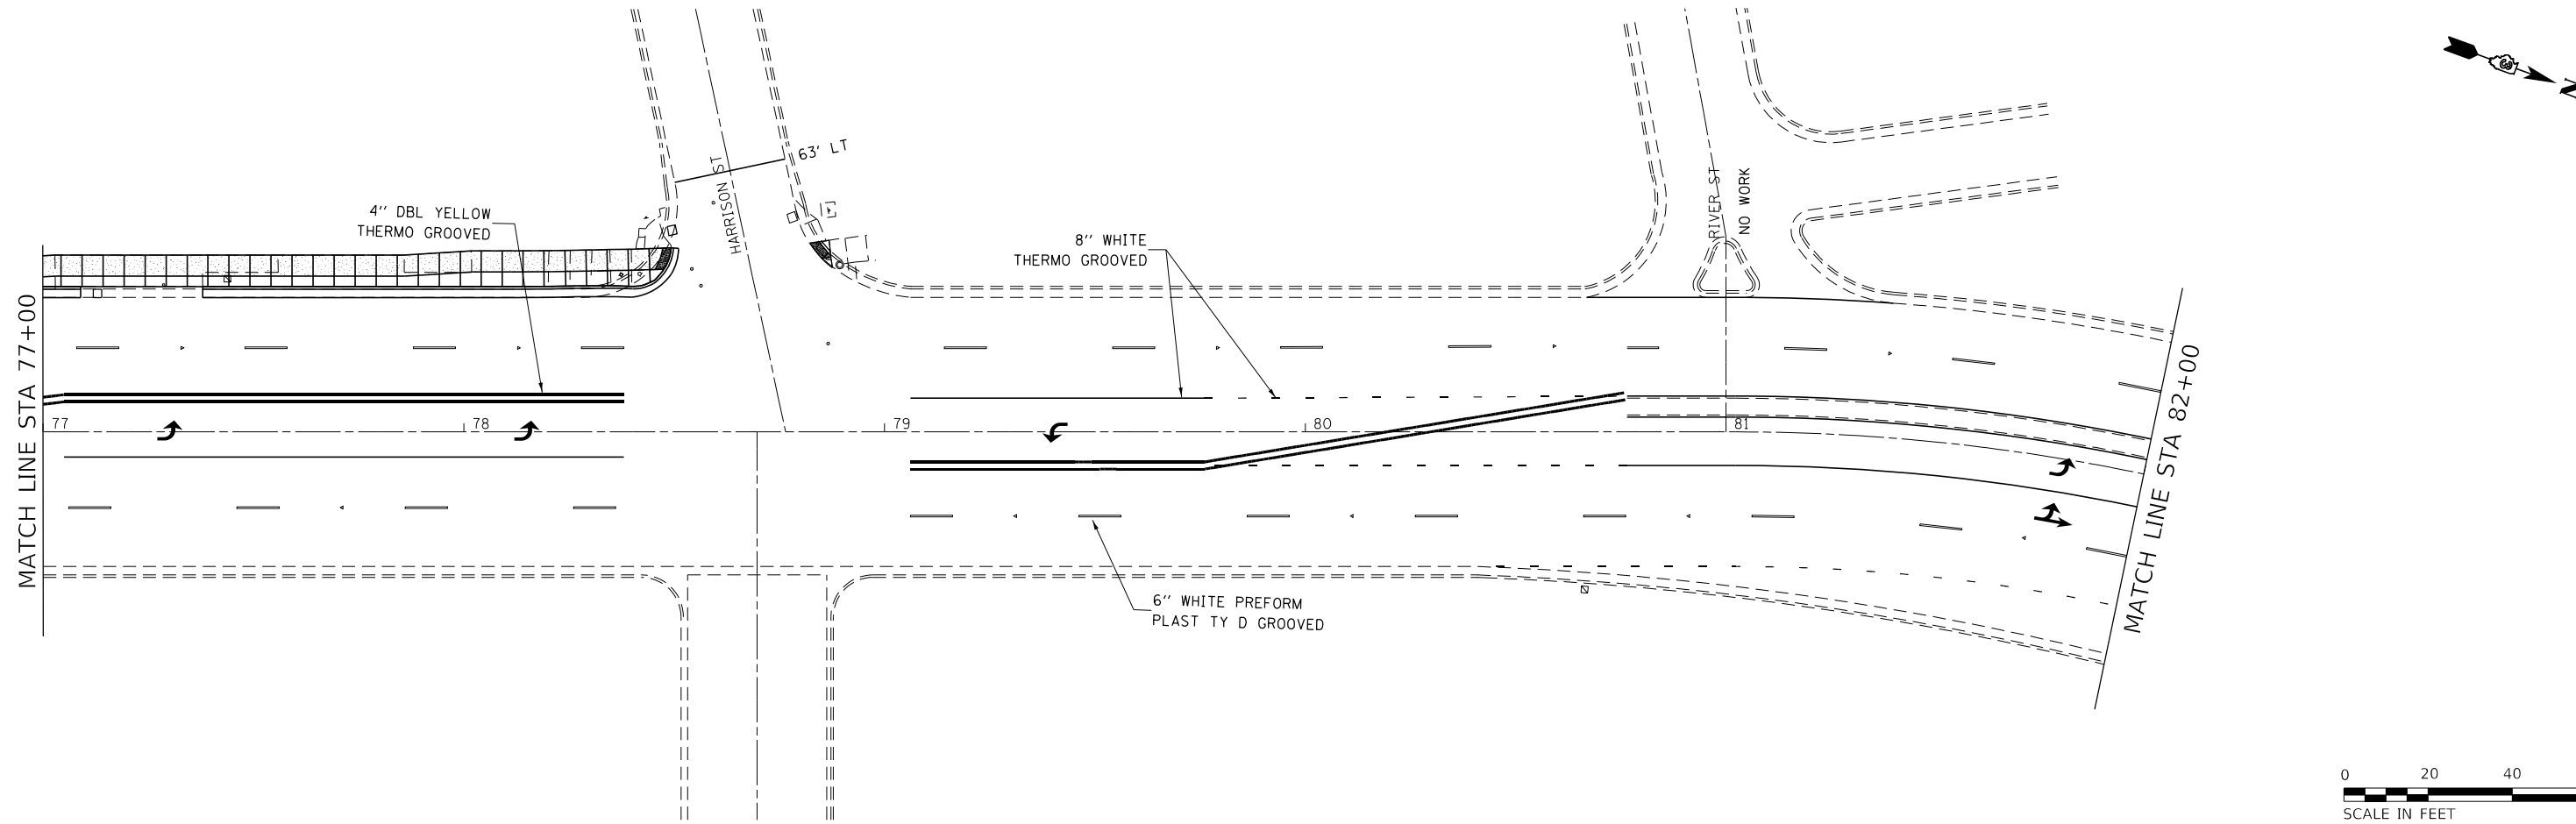 63' LT
HARRISON ST
4'' DBL YELLOW
THERMO GROOVED
8'' WHITE
THERMO GROOVED
RIVER ST
NO WORK
N
MATCH LINE STA 77+00
77
78
79
80
81
MATCH LINE STA 82+00
6'' WHITE PREFORM
PLAST TY D GROOVED
0 20 40
SCALE IN FEET